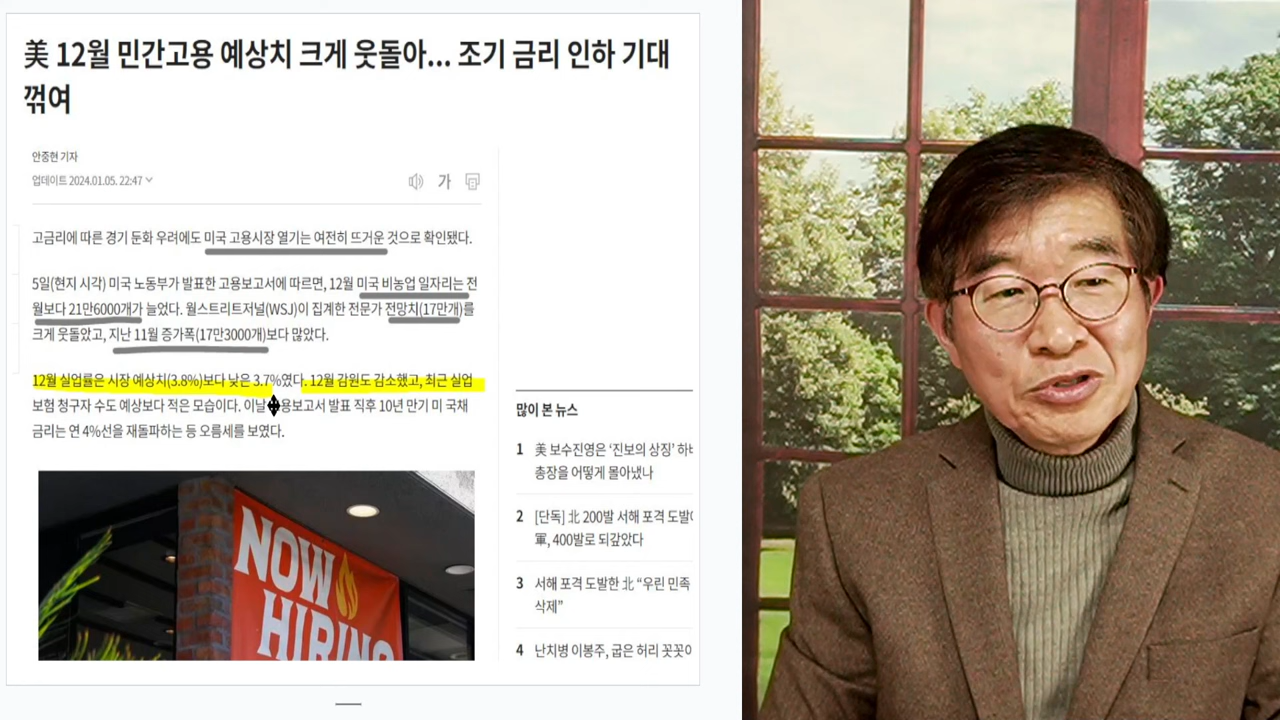 美 12월 민간고용 예상치 크게 웃돌아... 조기 금리 인하 기대
꺾여
안중현 기자
업데이트 2024.01.05. 22:47
가
고금리에 따른 경기 둔화 우려에도 미국 고용시장 열기는 여전히 뜨거운 것으로 확인됐다.
5일(현지 시각) 미국 노동부가 발표한 고용보고서에 따르면, 12월 미국 비농업 일자리는 전
월보다 21만6000개가 늘었다. 월스트리트저널(WSJ)이 집계한 전문가 전망치(17만개)를
크게 웃돌았고, 지난 11월 증가폭(17만3000개)보다 많았다.
12월 실업률은 시장 예상치(3.8%)보다 낮은 3.7%였다. 12월 감원도 감소했고, 최근 실업
보험 청구자 수도 예상보다 적은 모습이다. 이날 용보고서 발표 직후 10년 만기 미 국채
금리는 연 4%선을 재돌파하는 등 오름세를 보였다.
NOW
HIRING
많이 본 뉴스
1 美 보수진영은 ‘진보의 상징’ 하버
총장을 어떻게 몰아냈나
2 [단독] 北 200발 서해 포격 도발에
軍, 400발로 되갚았다
3 서해 포격 도발한 北 “우린 민족
삭제”
4 난치병 이봉주, 굽은 허리 꼿꼿이